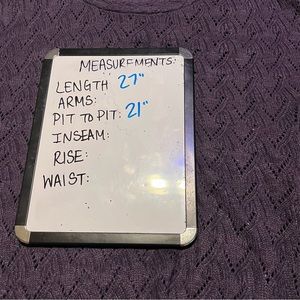 MEASUREMENTS:
LENGTH 27"
ARMS:
PIT TO PIT: 21"
INSEAM:
RISE:
WAIST: